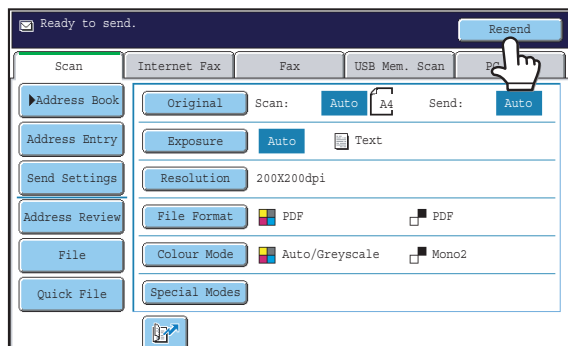 Ready to send.
Resend
Scan
Internet Fax
Fax
USB Mem. Scan
Address Book
Original
Scan:
Auto
A4
Send:
Auto
Address Entry
Exposure
Auto
Text
Send Settings
Resolution
200X200dpi
Address Review
File Format
PDF
PDF
File
Colour Mode
Auto/Greyscale
Mono2
Quick File
Special Modes